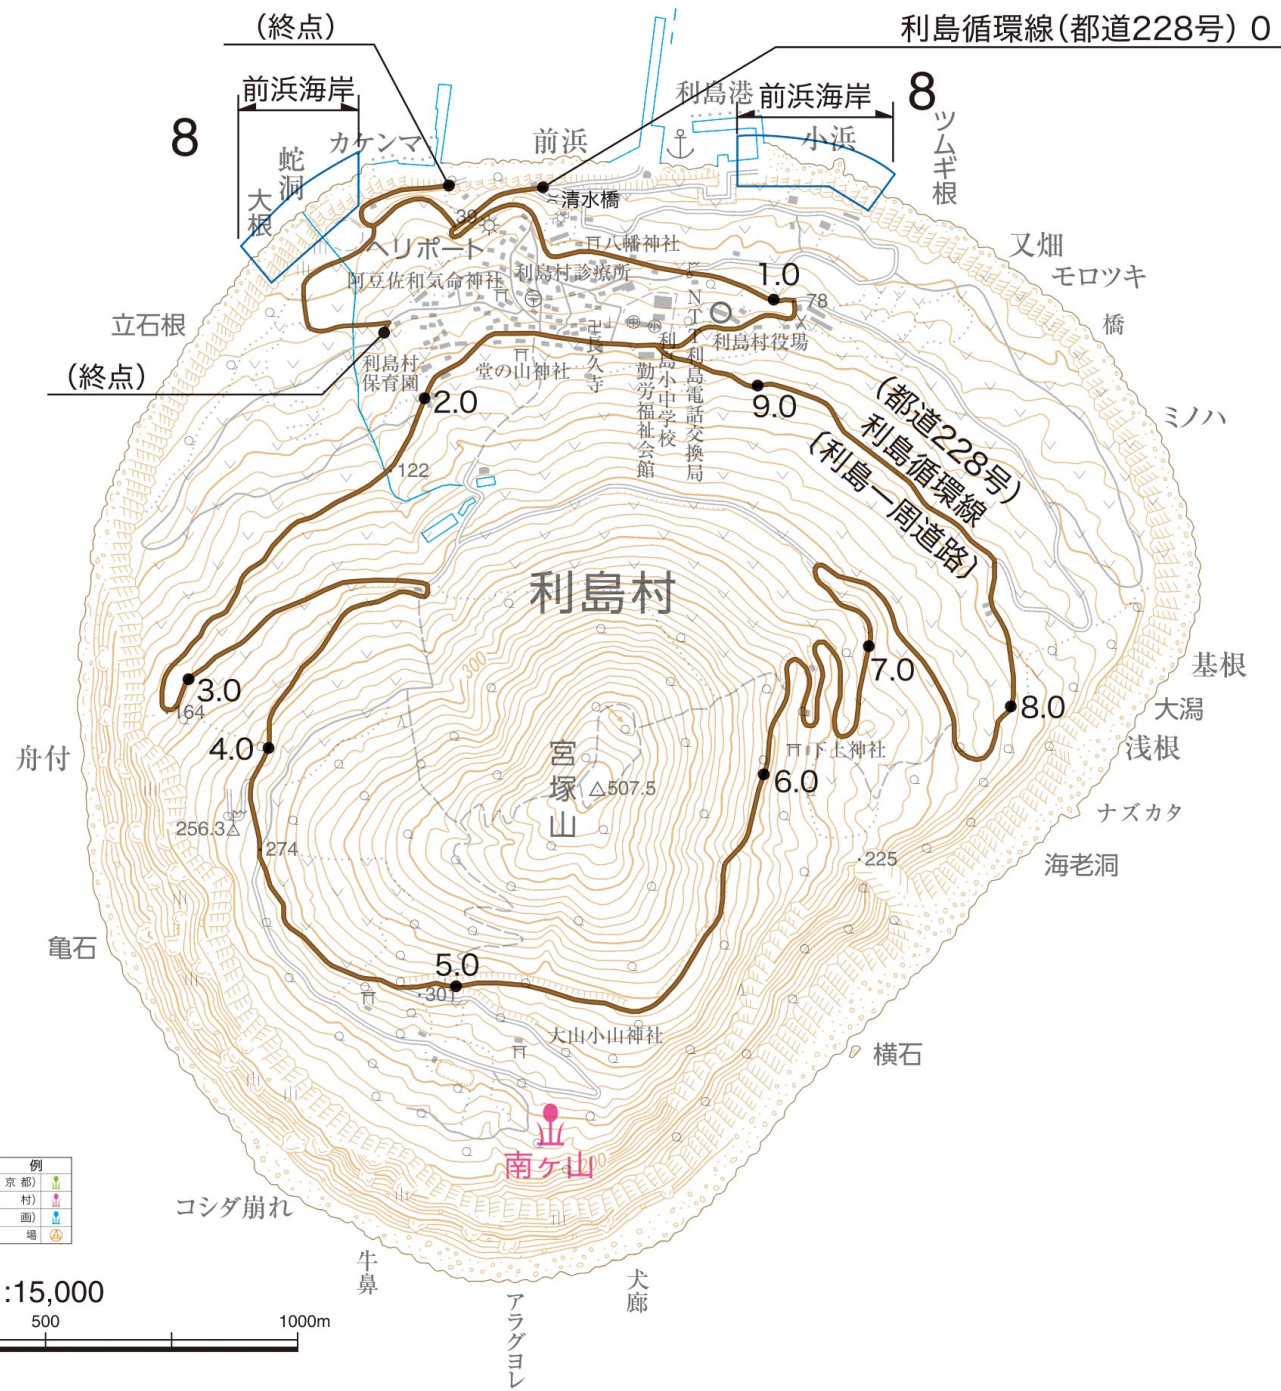 (終点)
利島循環線(都道228号) 0
前浜海岸
8
利島港
前浜海岸
8
カケンマ
前浜
小浜
ツムギ根
蛇洞
大根
清水橋
39
ヘリポート
八幡神社
阿豆佐和気命神社
利島村診療所
又畑
モロツキ
橋
1.0
78
立石根
NTT利島電話交換局
利島村役場
利島村
保育園
堂の山神社
長久寺
利島小中学校
勤労福祉会館
(終点)
2.0
9.0
(都道228号)
利島循環線
(利島一周道路)
ミノハ
122
利島村
300
3.0
164
7.0
基根
8.0
大潟
浅根
4.0
舟付
宮塚山
507.5
下上神社
6.0
256.3
274
225
ナズカタ
海老洞
亀石
5.0
301
大山小山神社
横石
南ヶ山
200
例
京都)
村)
画)
場
コシダ崩れ
牛鼻
アラグヨレ
犬廊
:15,000
500
1000m